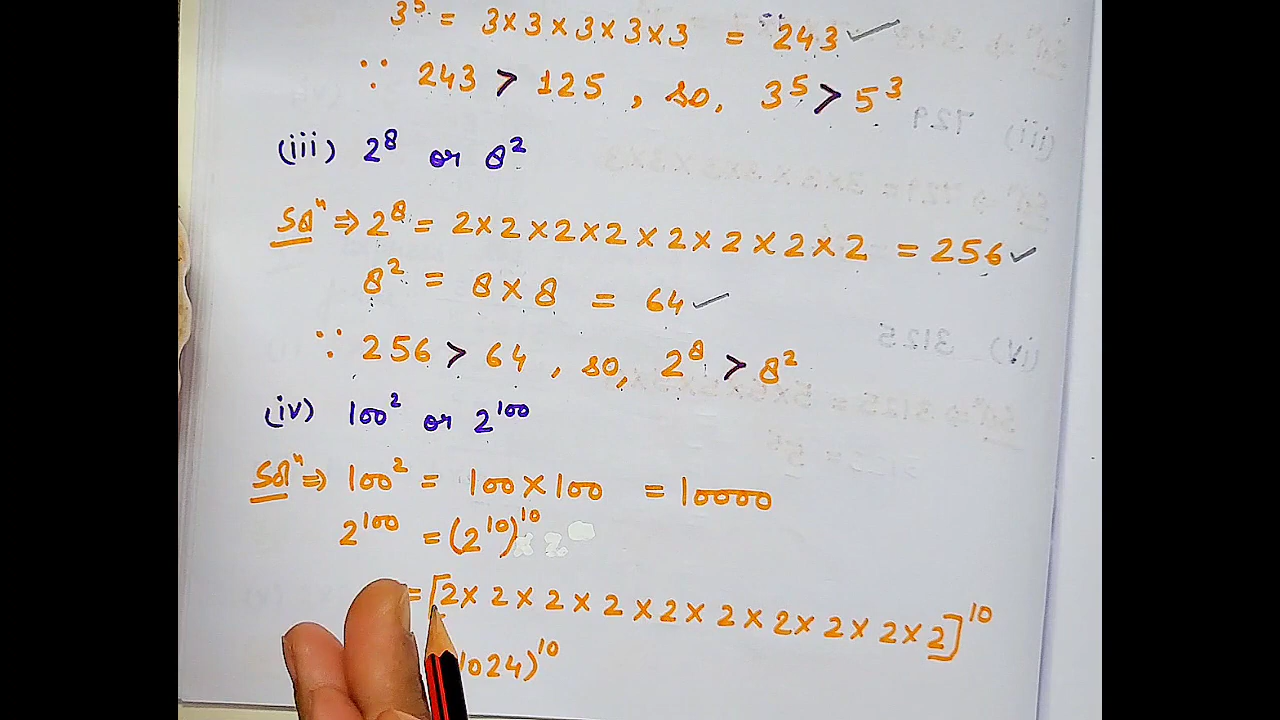 3⁵ = 3×3×3×3×3 = 243 ✓
∵ 243 > 125 , so, 3⁵ > 5³
(iii) 2⁸ or 8²
Solⁿ ⇒ 2⁸ = 2×2×2×2×2×2×2×2 = 256 ✓
8² = 8×8 = 64 ✓
∵ 256 > 64 , so, 2⁸ > 8²
(iv) 100² or 2¹⁰⁰
Solⁿ ⇒ 100² = 100×100 = 10000
2¹⁰⁰ = (2¹⁰)¹⁰
= [2×2×2×2×2×2×2×2×2×2]¹⁰
1024)¹⁰